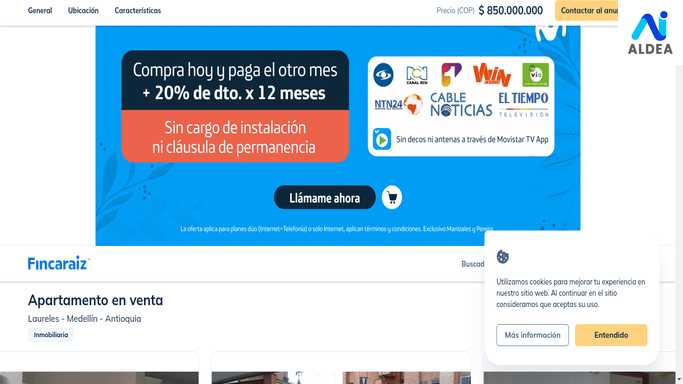 General Ubicación Características Precio (COP) $ 850.000.000 Contactar al anu
ALDEA
Compra hoy y paga el otro mes
+ 20% de dto. x 12 meses
Sin cargo de instalación
ni cláusula de permanencia
CANAL RCN
WIN
NTN24
CABLE
NOTICIAS
EL TIEMPO
TELEVISIÓN
Sin decos ni antenas a través de Movistar TV App
Llámame ahora
La oferta aplica para planes dúo (Internet+Telefonía) o solo Internet, aplican términos y condiciones. Exclusivo Manizales y Pereira
Fincaraiz
Buscad
Apartamento en venta
Laureles - Medellín - Antioquia
Inmobiliaria
Utilizamos cookies para mejorar tu experiencia en
nuestro sitio web. Al continuar en el sitio
consideramos que aceptas su uso.
Más información Entendido